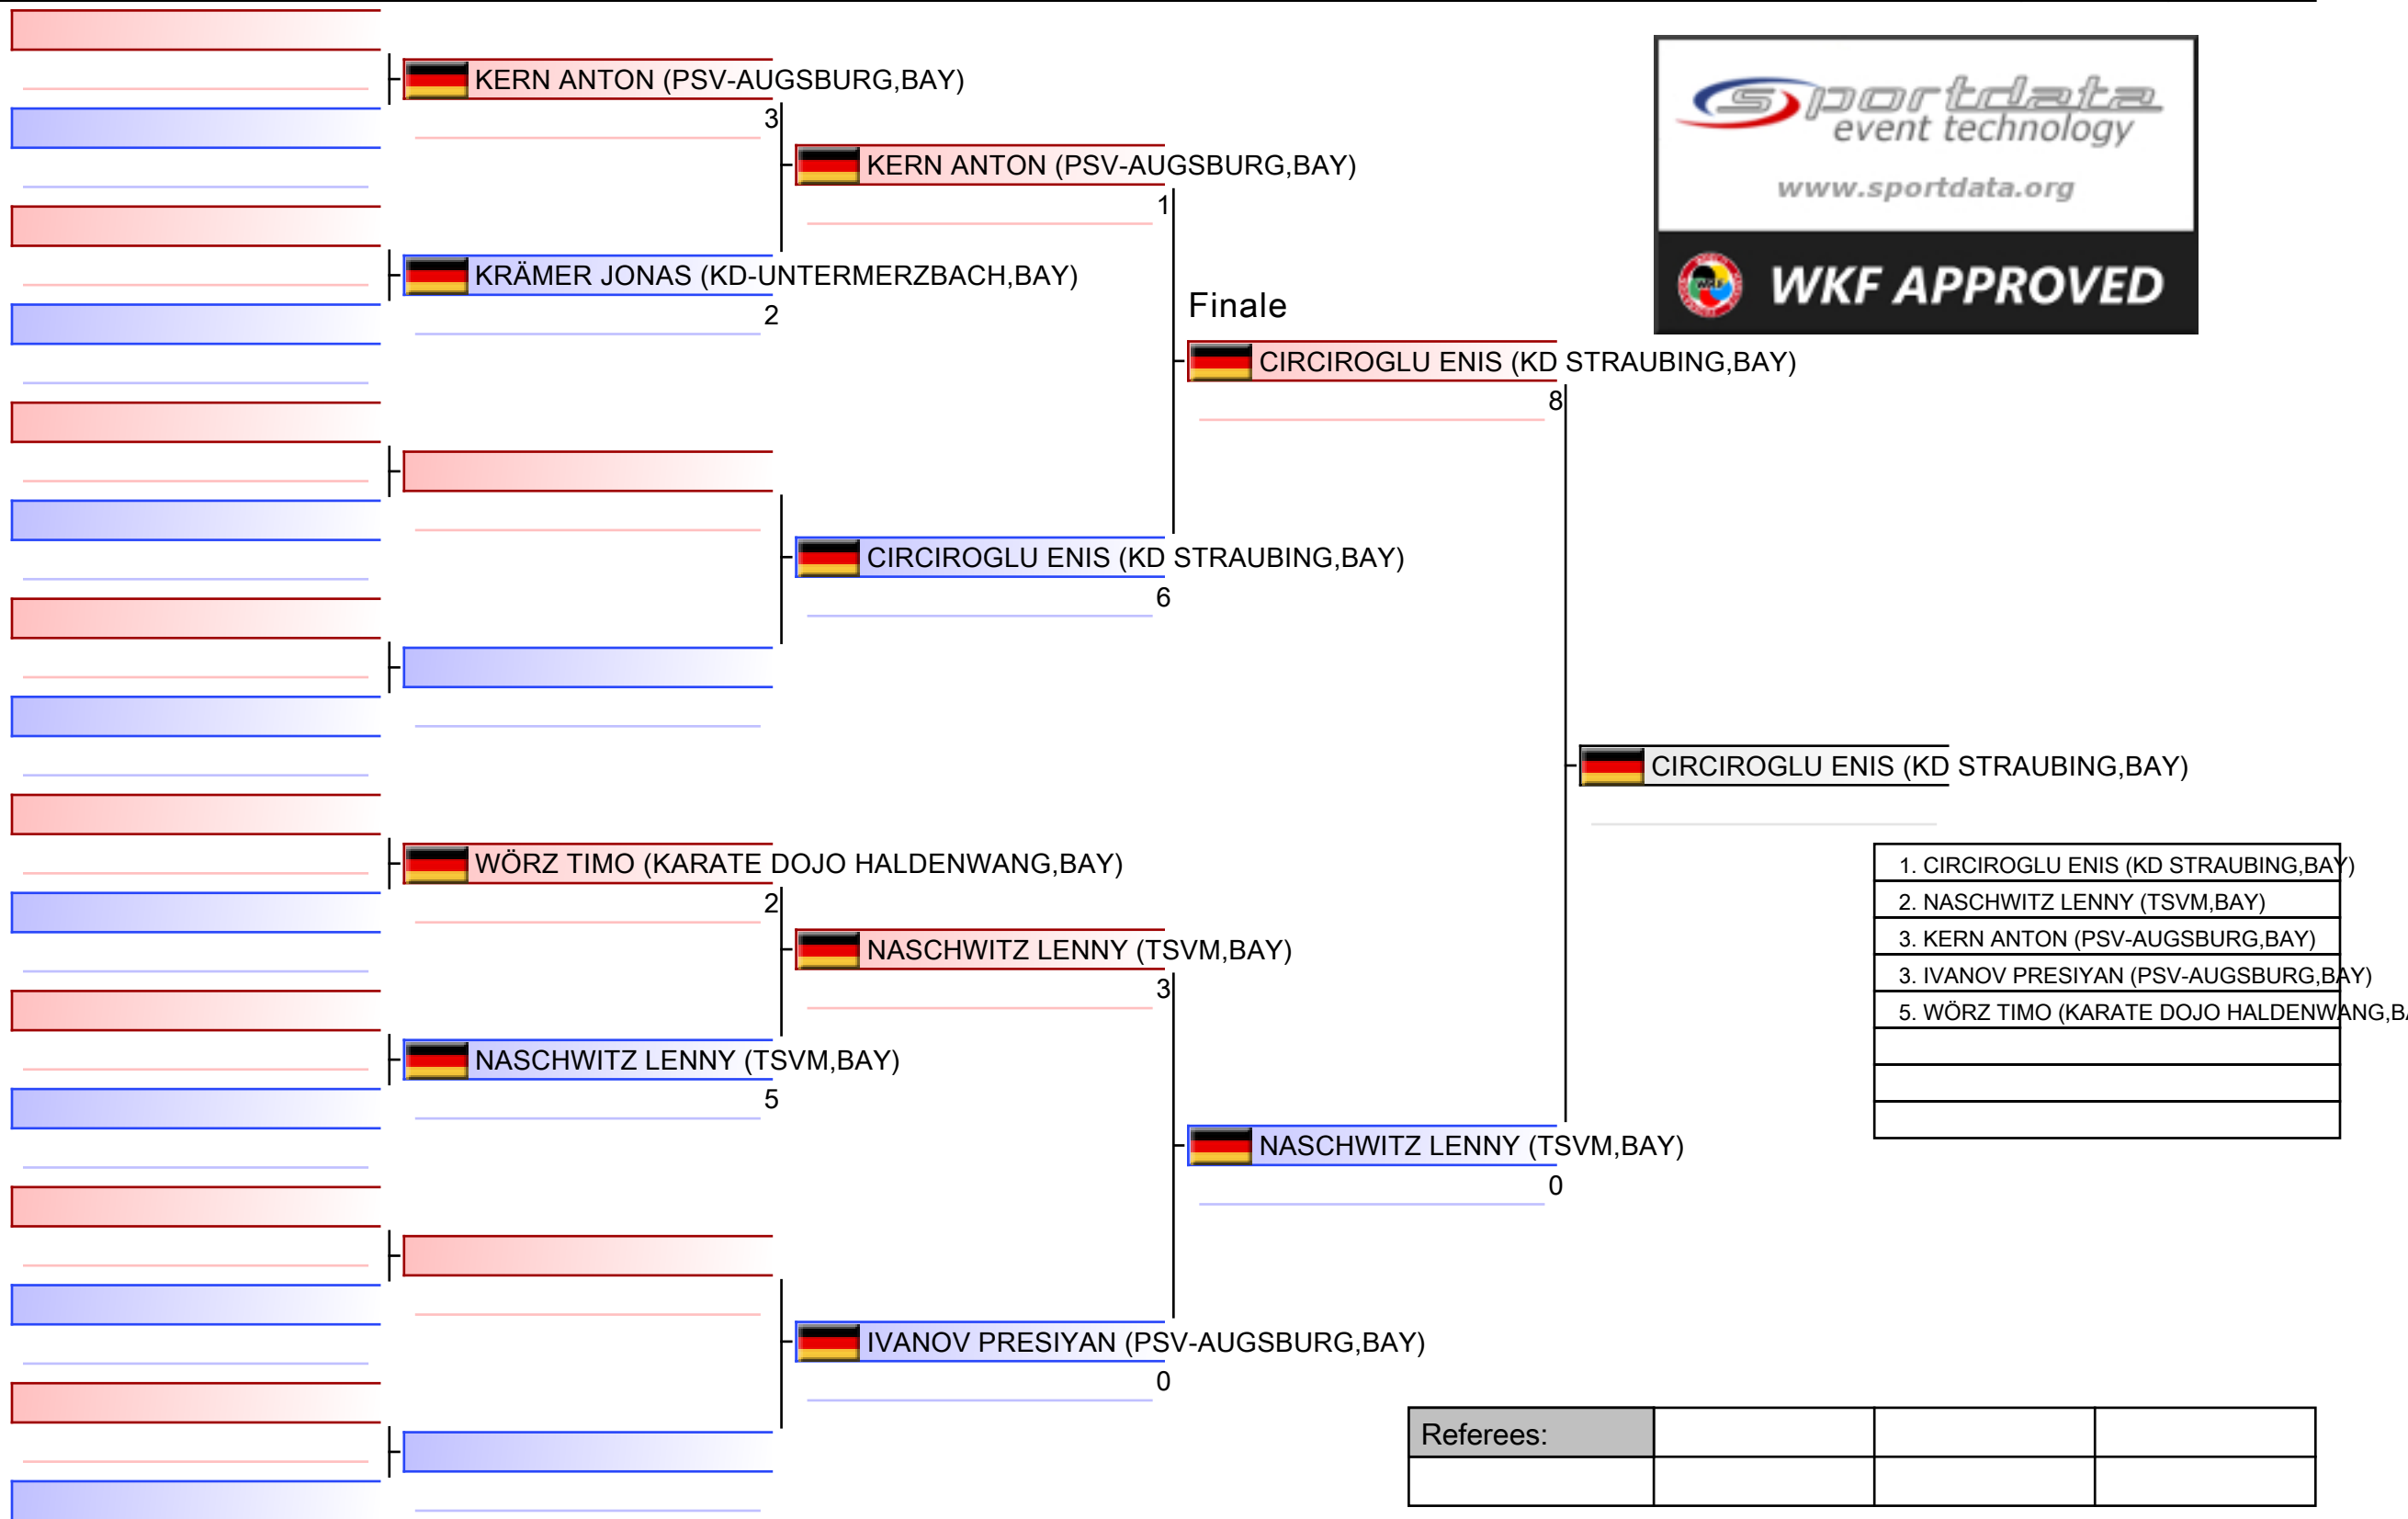 KERN ANTON (PSV-AUGSBURG,BAY)
3
KRÄMER JONAS (KD-UNTERMERZBACH,BAY)
2
WÖRZ TIMO (KARATE DOJO HALDENWANG,BAY)
2
NASCHWITZ LENNY (TSVM,BAY)
5
KERN ANTON (PSV-AUGSBURG,BAY)
1
CIRCIROGLU ENIS (KD STRAUBING,BAY)
6
NASCHWITZ LENNY (TSVM,BAY)
3
IVANOV PRESIYAN (PSV-AUGSBURG,BAY)
0
Finale
CIRCIROGLU ENIS (KD STRAUBING,BAY)
8
NASCHWITZ LENNY (TSVM,BAY)
0
CIRCIROGLU ENIS (KD STRAUBING,BAY)
sportdata
event technology
www.sportdata.org
WKF APPROVED
1. CIRCIROGLU ENIS (KD STRAUBING,BAY)
2. NASCHWITZ LENNY (TSVM,BAY)
3. KERN ANTON (PSV-AUGSBURG,BAY)
3. IVANOV PRESIYAN (PSV-AUGSBURG,BAY)
5. WÖRZ TIMO (KARATE DOJO HALDENWANG,BA
Referees: